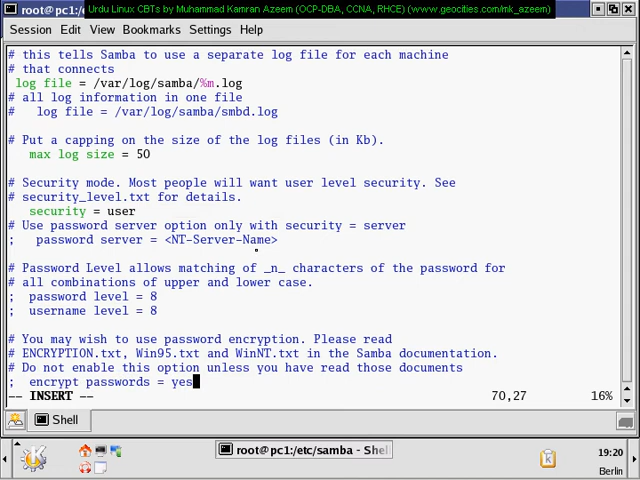 root@pc1:/e
Urdu Linux CBTs by Muhammad Kamran Azeem (OCP-DBA, CCNA, RHCE) (www.geocities.com/mk_azeem)
Session Edit View Bookmarks Settings Help
# this tells Samba to use a separate log file for each machine
# that connects
log file = /var/log/samba/%m.log
# all log information in one file
# log file = /var/log/samba/smbd.log
# Put a capping on the size of the log files (in Kb).
max log size = 50
# Security mode. Most people will want user level security. See
# security_level.txt for details.
security = user
# Use password server option only with security = server
; password server = <NT-Server-Name>
# Password Level allows matching of _n_ characters of the password for
# all combinations of upper and lower case.
; password level = 8
; username level = 8
# You may wish to use password encryption. Please read
# ENCRYPTION.txt, Win95.txt and WinNT.txt in the Samba documentation.
# Do not enable this option unless you have read those documents
; encrypt passwords = yes
-- INSERT -- 70,27 16%
Shell
root@pc1:/etc/samba - Shel
19:20
Berlin